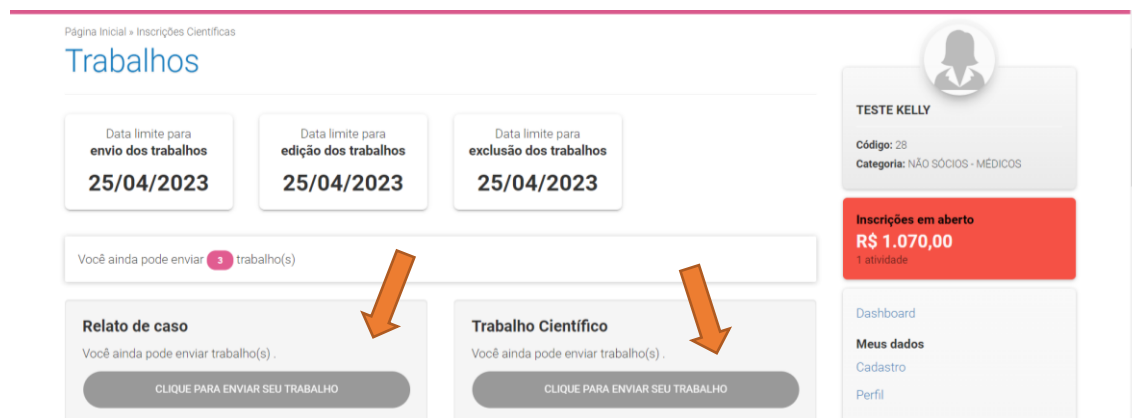 Página Inicial » Inscrições Científicas
Trabalhos
Data limite para
envio dos trabalhos
25/04/2023
Data limite para
edição dos trabalhos
25/04/2023
Data limite para
exclusão dos trabalhos
25/04/2023
Você ainda pode enviar 3 trabalho(s)
Relato de caso
Você ainda pode enviar trabalho(s) .
CLIQUE PARA ENVIAR SEU TRABALHO
Trabalho Científico
Você ainda pode enviar trabalho(s) .
CLIQUE PARA ENVIAR SEU TRABALHO
TESTE KELLY
Código: 28
Categoria: NÃO SÓCIOS - MÉDICOS
Inscrições em aberto
R$ 1.070,00
1 atividade
Dashboard
Meus dados
Cadastro
Perfil